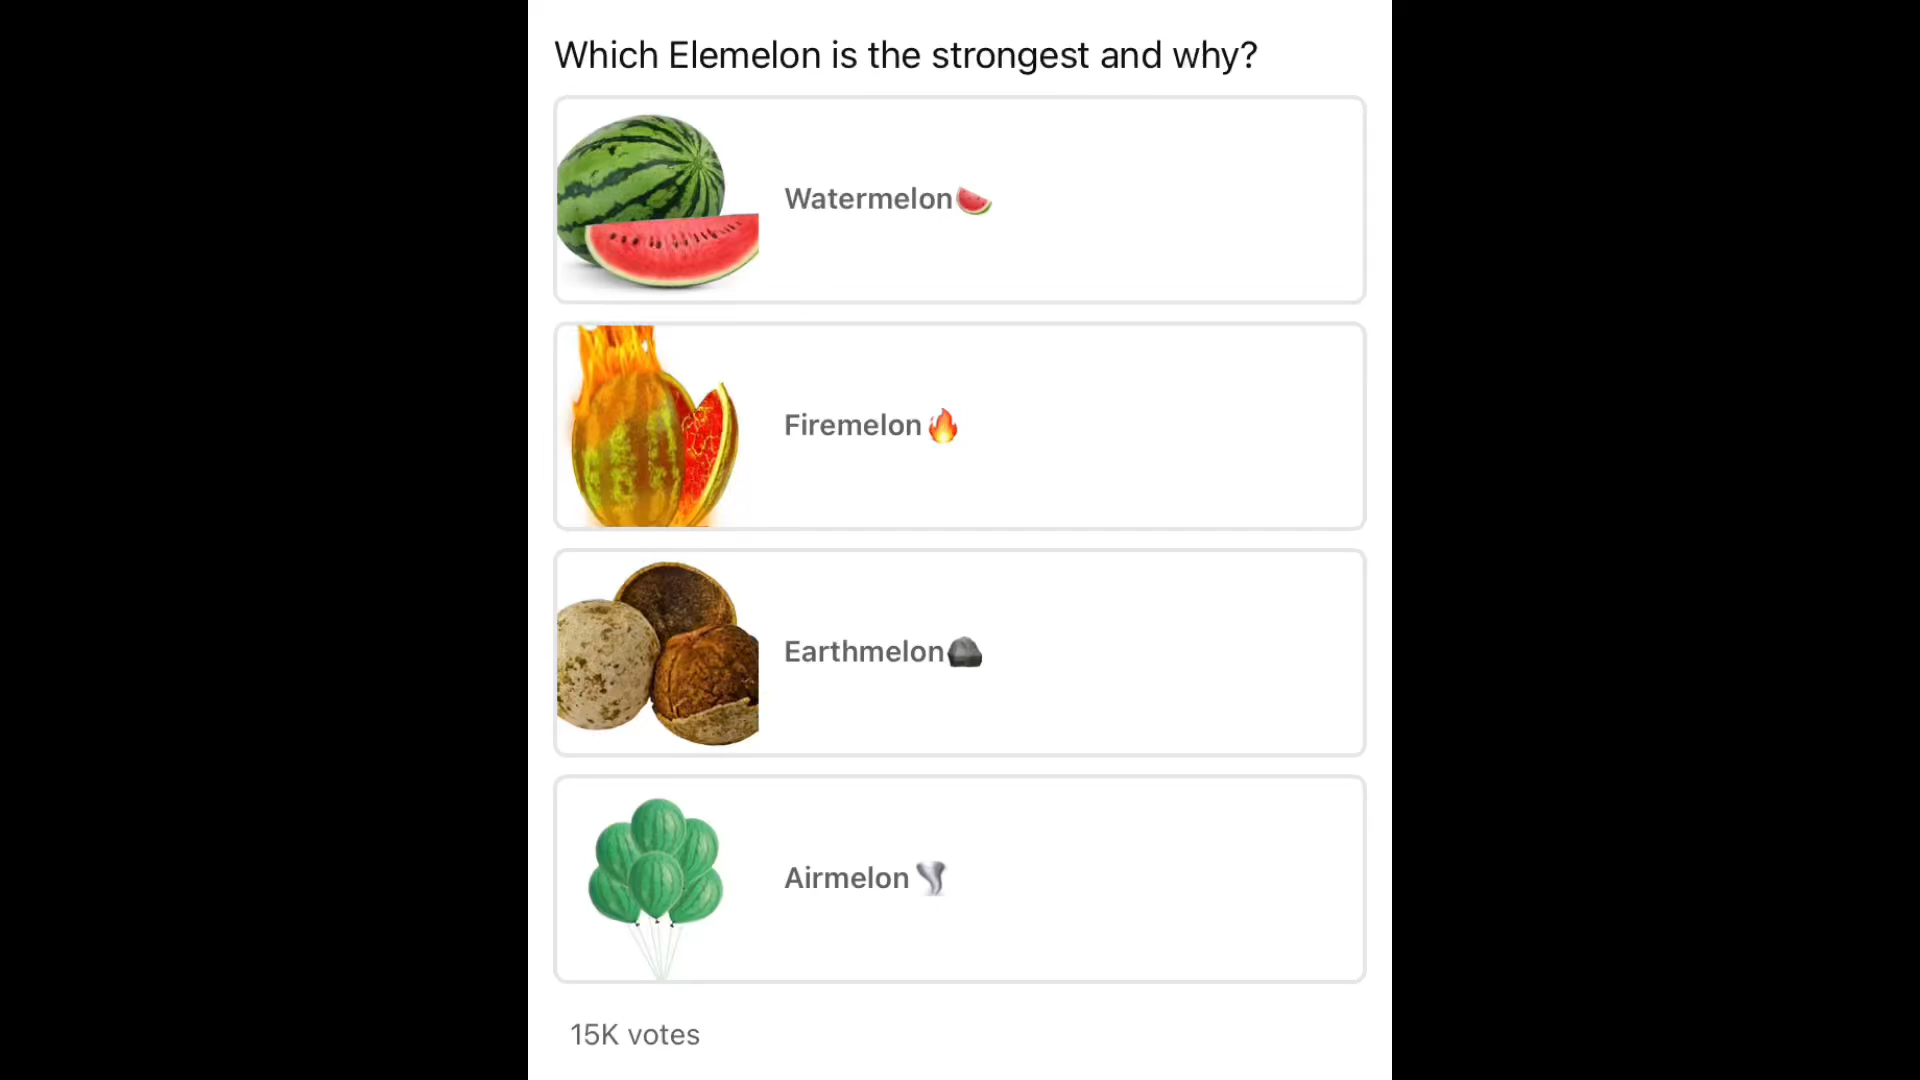 Which Elemelon is the strongest and why?
Watermelon🍉
Firemelon🔥
Earthmelon🪨
Airmelon🌪️
15K votes